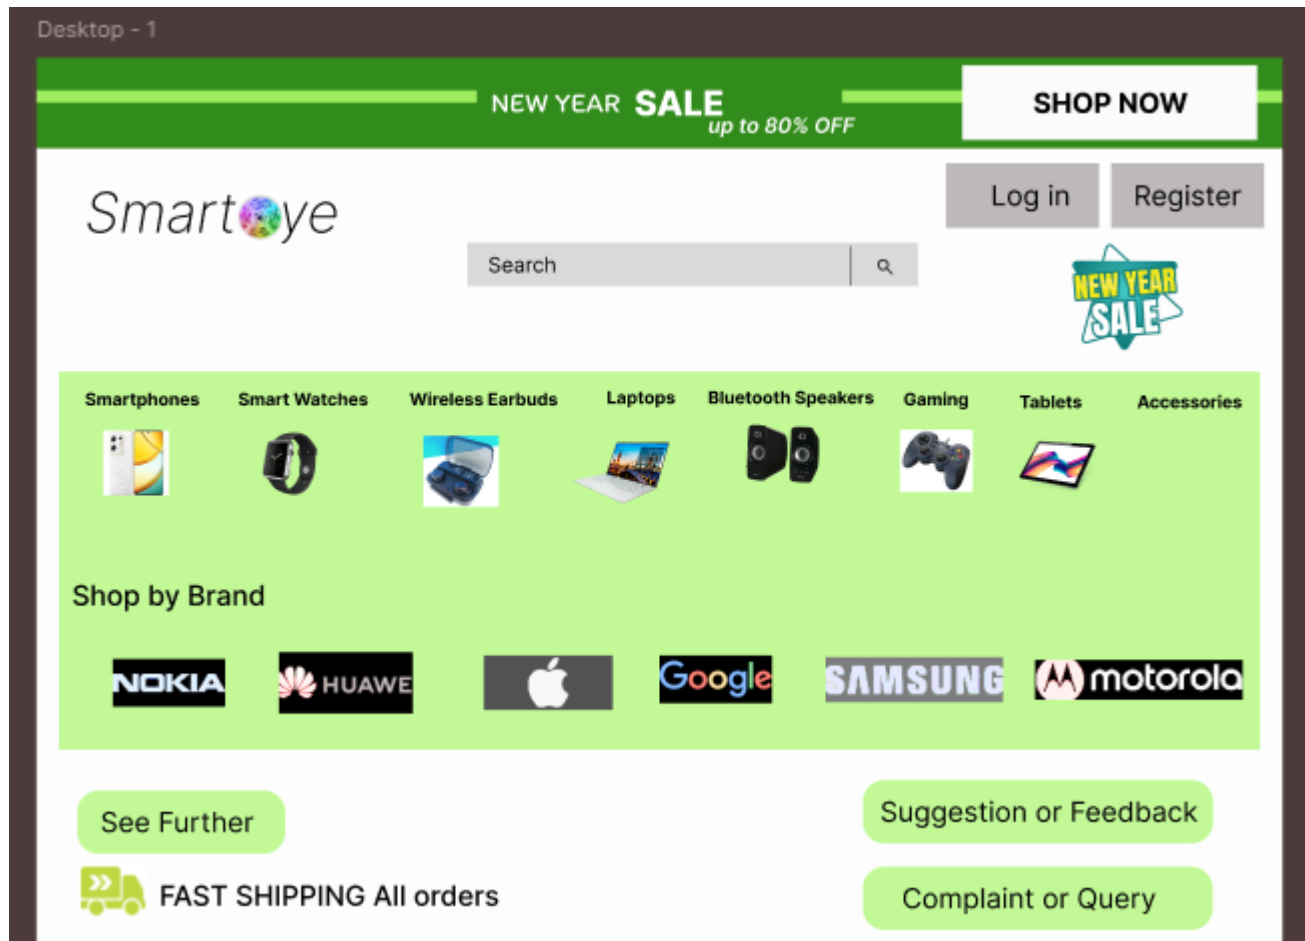 Desktop - 1
NEW YEAR SALE
up to 80% OFF
SHOP NOW
Smart ye
Log in
Register
Search
NEW YEAR
SALE
Smartphones Smart Watches Wireless Earbuds Laptops Bluetooth Speakers Gaming Tablets Accessories
Shop by Brand
NOKIA HUAWE Google SAMSUNG motorola
See Further
Suggestion or Feedback
FAST SHIPPING All orders
Complaint or Query